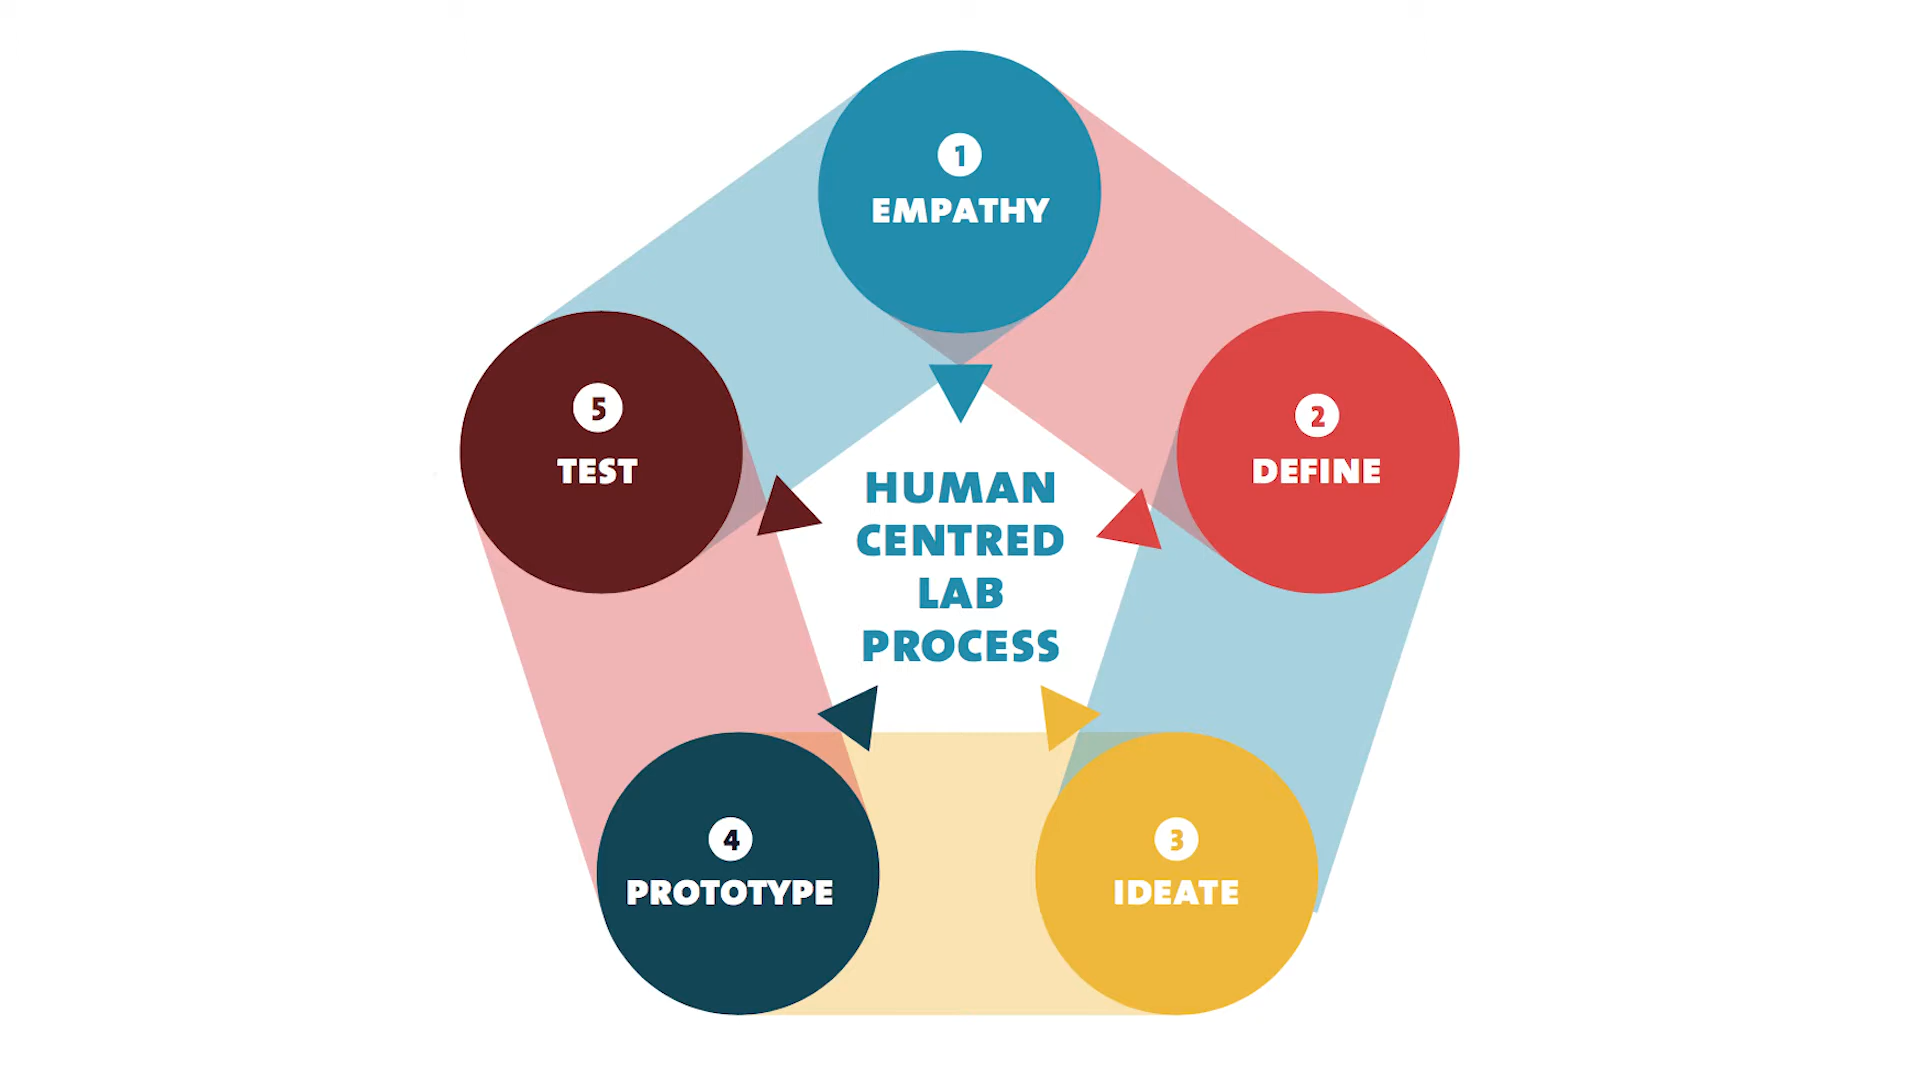 1
EMPATHY
2
DEFINE
3
IDEATE
4
PROTOTYPE
5
TEST
HUMAN
CENTRED
LAB
PROCESS